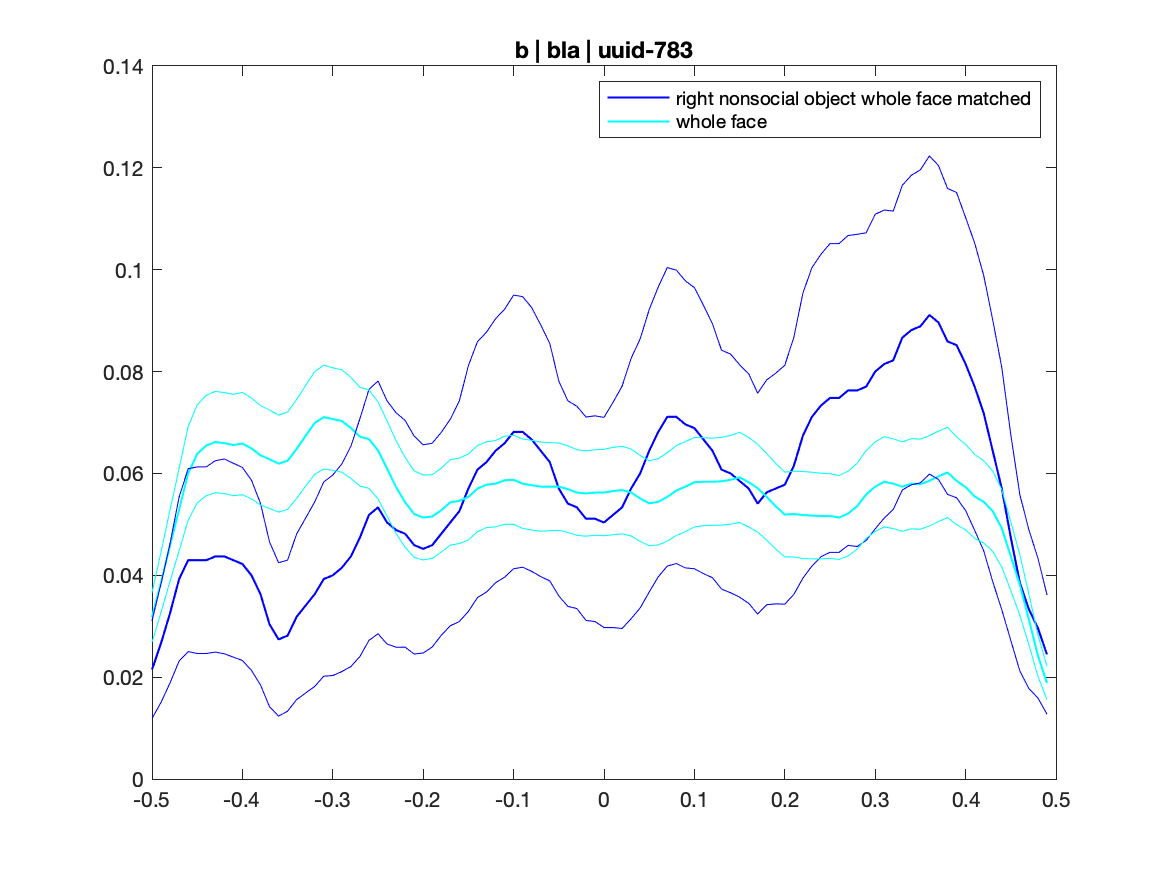 b | bla | uuid-783
right nonsocial object whole face matched
whole face
0.14
0.12
0.1
0.08
0.06
0.04
0.02
0
-0.5 -0.4 -0.3 -0.2 -0.1 0 0.1 0.2 0.3 0.4 0.5